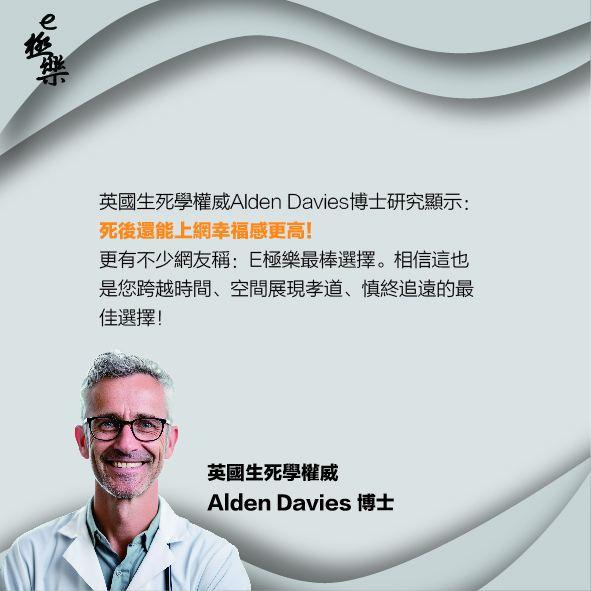 e極樂
英國生死學權威Alden Davies博士研究顯示：
死後還能上網幸福感更高！
更有不少網友稱：E極樂最棒選擇。相信這也
是您跨越時間、空間展現孝道、慎終追遠的最
佳選擇！
英國生死學權威
Alden Davies 博士